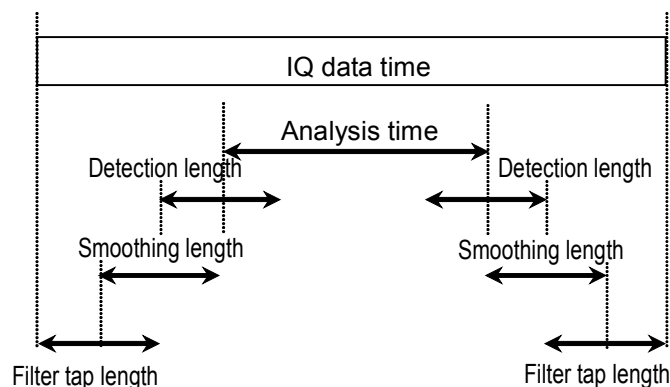 IQ data time
Analysis time
Detection length
Detection length
Smoothing length
Smoothing length
Filter tap length
Filter tap length